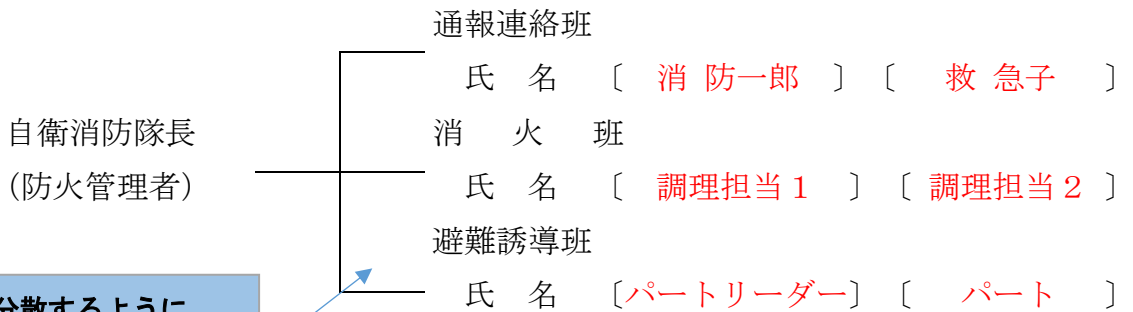 通報連絡班
氏 名 〔 消 防一郎 〕〔 救 急子 〕
自衛消防隊長
消 火 班
(防火管理者)
氏 名 〔 調理担当1 〕〔 調理担当2 〕
避難誘導班
氏 名 〔パートリーダー〕〔 パート 〕
分散するように